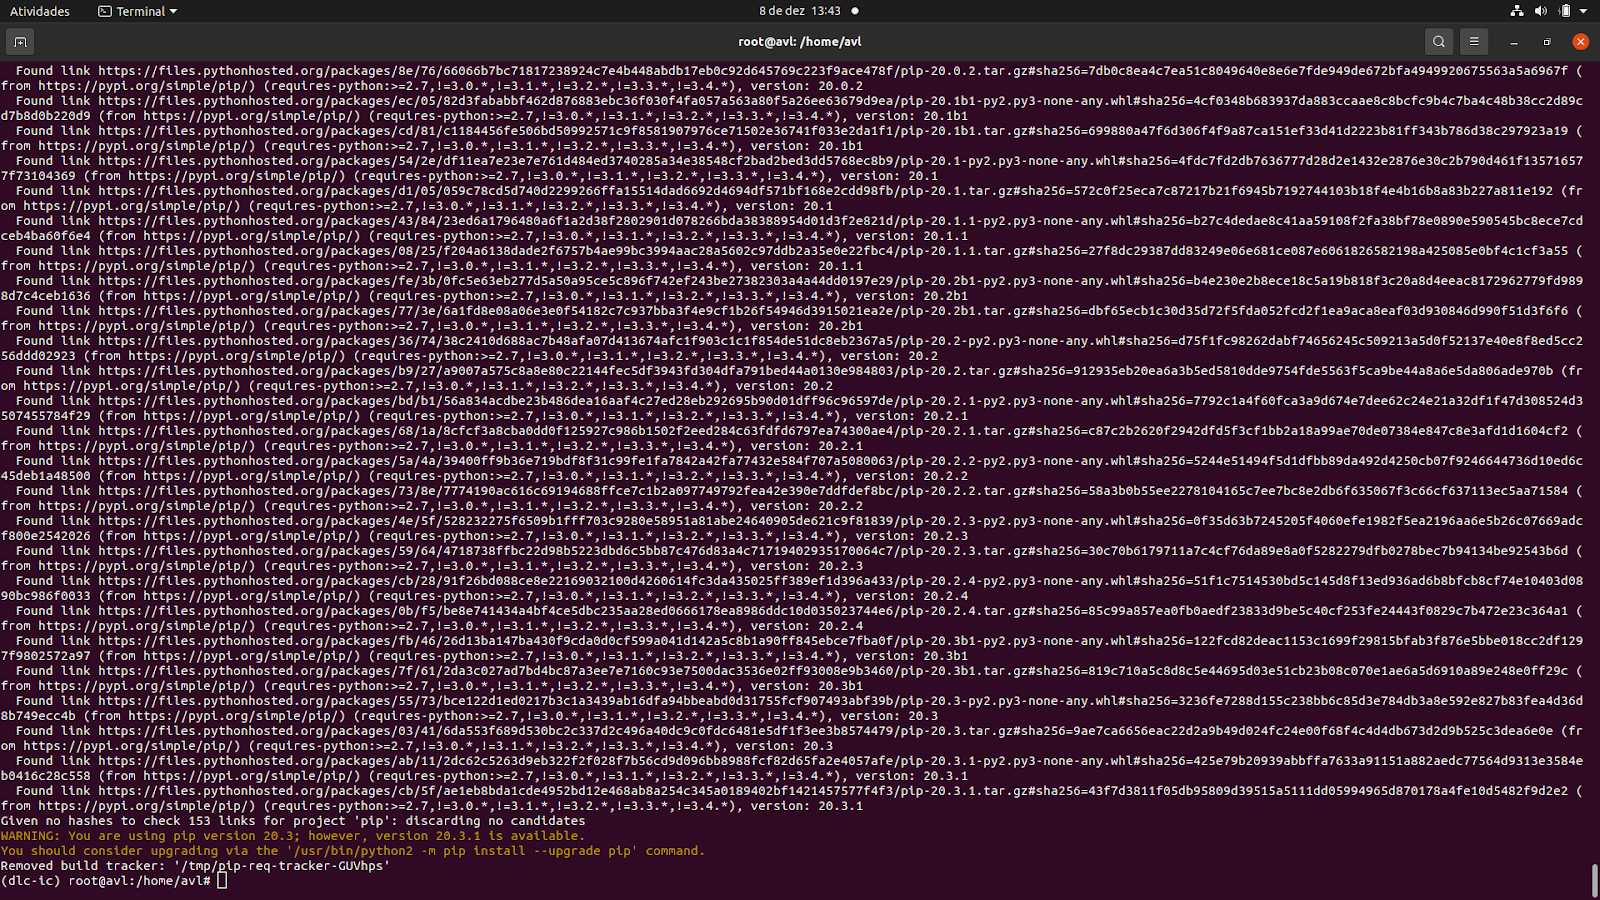 Atividades
Terminal
8 de dez 13:43
root@avl: /home/avl
Found link https://files.pythonhosted.org/packages/8e/76/66066b7bc71817238924c7e4b448abdb17eb0c92d645769c223f9ace478f/pip-20.0.2.tar.gz#sha256=7db0c8ea4c7ea51c8049640e8e6e7fde949de672bfa4949920675563a5a6967f (
from https://pypi.org/simple/pip/) (requires-python:>=2.7,!=3.0.*,!=3.1.*,!=3.2.*,!=3.3.*,!=3.4.*), version: 20.0.2
Found link https://files.pythonhosted.org/packages/ec/05/82d3fababbf462d876883ebc36f030f4fa057a563a80f5a26ee63679d9ea/pip-20.1b1-py2.py3-none-any.whl#sha256=4cf0348b683937da883ccaae8c8bcfc9b4c7ba4c48b38cc2d89c
d7b8d0b220d9 (from https://pypi.org/simple/pip/) (requires-python:>=2.7,!=3.0.*,!=3.1.*,!=3.2.*,!=3.3.*,!=3.4.*), version: 20.1b1
Found link https://files.pythonhosted.org/packages/cd/81/c1184456fe506bd50992571c9f8581907976ce71502e36741f033e2da1f1/pip-20.1b1.tar.gz#sha256=699880a47f6d306f4f9a87ca151ef33d41d2223b81ff343b786d38c297923a19 (
from https://pypi.org/simple/pip/) (requires-python:>=2.7,!=3.0.*,!=3.1.*,!=3.2.*,!=3.3.*,!=3.4.*), version: 20.1b1
Found link https://files.pythonhosted.org/packages/54/2e/df11ea7e23e7e761d484ed3740285a34e38548cf2bad2bed3dd5768ec8b9/pip-20.1-py2.py3-none-any.whl#sha256=4fdc7fd2db7636777d28d2e1432e2876e30c2b790d461f13571657
7f73104369 (from https://pypi.org/simple/pip/) (requires-python:>=2.7,!=3.0.*,!=3.1.*,!=3.2.*,!=3.3.*,!=3.4.*), version: 20.1
Found link https://files.pythonhosted.org/packages/d1/05/059c78cd5d740d2299266ffa15514dad6692d4694df571bf168e2cdd98fb/pip-20.1.tar.gz#sha256=572c0f25eca7c87217b21f6945b7192744103b18f4e4b16b8a83b227a811e192 (fr
om https://pypi.org/simple/pip/) (requires-python:>=2.7,!=3.0.*,!=3.1.*,!=3.2.*,!=3.3.*,!=3.4.*), version: 20.1
Found link https://files.pythonhosted.org/packages/43/84/23ed6a1796480a6f1a2d38f2802901d078266bda38388954d01d3f2e821d/pip-20.1.1-py2.py3-none-any.whl#sha256=b27c4dedae8c41aa59108f2fa38bf78e0890e590545bc8ece7cd
ceb4ba60f6e4 (from https://pypi.org/simple/pip/) (requires-python:>=2.7,!=3.0.*,!=3.1.*,!=3.2.*,!=3.3.*,!=3.4.*), version: 20.1.1
Found link https://files.pythonhosted.org/packages/08/25/f204a6138dade2f6757b4ae99bc3994aac28a5602c97ddb2a35e0e22fbc4/pip-20.1.1.tar.gz#sha256=27f8dc29387dd83249e06e681ce087e6061826582198a425085e0bf4c1cf3a55 (
from https://pypi.org/simple/pip/) (requires-python:>=2.7,!=3.0.*,!=3.1.*,!=3.2.*,!=3.3.*,!=3.4.*), version: 20.1.1
Found link https://files.pythonhosted.org/packages/fe/3b/0fc5e63eb277d5a50a95ce5c896f742ef243be27382303a4a44dd0197e29/pip-20.2b1-py2.py3-none-any.whl#sha256=b4e230e2b8ece18c5a19b818f3c20a8d4eeac8172962779fd989
8d7c4ceb1636 (from https://pypi.org/simple/pip/) (requires-python:>=2.7,!=3.0.*,!=3.1.*,!=3.2.*,!=3.3.*,!=3.4.*), version: 20.2b1
Found link https://files.pythonhosted.org/packages/77/3e/6a1fd8e08a06e3e0f54182c7c937bba3f4e9cf1b26f54946d3915021ea2e/pip-20.2b1.tar.gz#sha256=dbf65ecb1c30d35d72f5fda052fcd2f1ea9aca8eaf03d930846d990f51d3f6f6 (
from https://pypi.org/simple/pip/) (requires-python:>=2.7,!=3.0.*,!=3.1.*,!=3.2.*,!=3.3.*,!=3.4.*), version: 20.2b1
Found link https://files.pythonhosted.org/packages/36/74/38c2410d688ac7b48afa07d413674afc1f903c1c1f854de51dc8eb2367a5/pip-20.2-py2.py3-none-any.whl#sha256=d75f1fc98262dabf74656245c509213a5d0f52137e40e8f8ed5cc2
56ddd02923 (from https://pypi.org/simple/pip/) (requires-python:>=2.7,!=3.0.*,!=3.1.*,!=3.2.*,!=3.3.*,!=3.4.*), version: 20.2
Found link https://files.pythonhosted.org/packages/b9/27/a9007a575c8a8e80c22144fec5df3943fd304dfa791bed44a0130e984803/pip-20.2.tar.gz#sha256=912935eb20ea6a3b5ed5810dde9754fde5563f5ca9be44a8a6e5da806ade970b (fr
om https://pypi.org/simple/pip/) (requires-python:>=2.7,!=3.0.*,!=3.1.*,!=3.2.*,!=3.3.*,!=3.4.*), version: 20.2
Found link https://files.pythonhosted.org/packages/bd/b1/56a834acdbe23b486dea16aaf4c27ed28eb292695b90d01dff96c96597de/pip-20.2.1-py2.py3-none-any.whl#sha256=7792c1a4f60fca3a9d674e7dee62c24e21a32df1f47d308524d3
507455784f29 (from https://pypi.org/simple/pip/) (requires-python:>=2.7,!=3.0.*,!=3.1.*,!=3.2.*,!=3.3.*,!=3.4.*), version: 20.2.1
Found link https://files.pythonhosted.org/packages/68/1a/8cfcf3a8cba0dd0f125927c986b1502f2eed284c63fdfd6797ea74300ae4/pip-20.2.1.tar.gz#sha256=c87c2b2620f2942dfd5f3cf1bb2a18a99ae70de07384e847c8e3afd1d1604cf2 (
from https://pypi.org/simple/pip/) (requires-python:>=2.7,!=3.0.*,!=3.1.*,!=3.2.*,!=3.3.*,!=3.4.*), version: 20.2.1
Found link https://files.pythonhosted.org/packages/5a/4a/39400ff9b36e719bdf8f31c99fe1fa7842a42fa77432e584f707a5080063/pip-20.2.2-py2.py3-none-any.whl#sha256=5244e51494f5d1dfbb89da492d4250cb07f9246644736d10ed6c
45deb1a48500 (from https://pypi.org/simple/pip/) (requires-python:>=2.7,!=3.0.*,!=3.1.*,!=3.2.*,!=3.3.*,!=3.4.*), version: 20.2.2
Found link https://files.pythonhosted.org/packages/73/8e/7774190ac616c69194688ffce7c1b2a097749792fea42e390e7ddfdef8bc/pip-20.2.2.tar.gz#sha256=58a3b0b55ee2278104165c7ee7bc8e2db6f635067f3c66cf637113ec5aa71584 (
from https://pypi.org/simple/pip/) (requires-python:>=2.7,!=3.0.*,!=3.1.*,!=3.2.*,!=3.3.*,!=3.4.*), version: 20.2.2
Found link https://files.pythonhosted.org/packages/4e/5f/528232275f6509b1fff703c9280e58951a81abe24640905de621c9f81839/pip-20.2.3-py2.py3-none-any.whl#sha256=0f35d63b7245205f4060efe1982f5ea2196aa6e5b26c07669adc
f800e2542026 (from https://pypi.org/simple/pip/) (requires-python:>=2.7,!=3.0.*,!=3.1.*,!=3.2.*,!=3.3.*,!=3.4.*), version: 20.2.3
Found link https://files.pythonhosted.org/packages/59/64/4718738ffbc22d98b5223dbd6c5bb87c476d83a4c71719402935170064c7/pip-20.2.3.tar.gz#sha256=30c70b6179711a7c4cf76da89e8a0f5282279dfb0278bec7b94134be92543b6d (
from https://pypi.org/simple/pip/) (requires-python:>=2.7,!=3.0.*,!=3.1.*,!=3.2.*,!=3.3.*,!=3.4.*), version: 20.2.3
Found link https://files.pythonhosted.org/packages/cb/28/91f26bd088ce8e22169032100d4260614fc3da435025ff389ef1d396a433/pip-20.2.4-py2.py3-none-any.whl#sha256=51f1c7514530bd5c145d8f13ed936ad6b8bfcb8cf74e10403d08
90bc986f0033 (from https://pypi.org/simple/pip/) (requires-python:>=2.7,!=3.0.*,!=3.1.*,!=3.2.*,!=3.3.*,!=3.4.*), version: 20.2.4
Found link https://files.pythonhosted.org/packages/0b/f5/be8e741434a4bf4ce5dbc235aa28ed0666178ea8986ddc10d035023744e6/pip-20.2.4.tar.gz#sha256=85c99a857ea0fb0aedf23833d9be5c40cf253fe24443f0829c7b472e23c364a1 (
from https://pypi.org/simple/pip/) (requires-python:>=2.7,!=3.0.*,!=3.1.*,!=3.2.*,!=3.3.*,!=3.4.*), version: 20.2.4
Found link https://files.pythonhosted.org/packages/fb/46/26d13ba147ba430f9cda0d0cf599a041d142a5c8b1a90ff845ebce7fba0f/pip-20.3b1-py2.py3-none-any.whl#sha256=122fcd82deac1153c1699f29815bfab3f876e5bbe018cc2df129
7f9802572a97 (from https://pypi.org/simple/pip/) (requires-python:>=2.7,!=3.0.*,!=3.1.*,!=3.2.*,!=3.3.*,!=3.4.*), version: 20.3b1
Found link https://files.pythonhosted.org/packages/7f/61/2da3c027ad7bd4bc87a3ee7e7160c93e7500dac3536e02ff93008e9b3460/pip-20.3b1.tar.gz#sha256=819c710a5c8d8c5e44695d03e51cb23b08c070e1ae6a5d6910a89e248e0ff29c (
from https://pypi.org/simple/pip/) (requires-python:>=2.7,!=3.0.*,!=3.1.*,!=3.2.*,!=3.3.*,!=3.4.*), version: 20.3b1
Found link https://files.pythonhosted.org/packages/55/73/bce122d1ed0217b3c1a3439ab16dfa94bbeabd0d31755fcf907493abf39b/pip-20.3-py2.py3-none-any.whl#sha256=3236fe7288d155c238bb6c85d3e784db3a8e592e827b83fea4d36d
8b749ecc4b (from https://pypi.org/simple/pip/) (requires-python:>=2.7,!=3.0.*,!=3.1.*,!=3.2.*,!=3.3.*,!=3.4.*), version: 20.3
Found link https://files.pythonhosted.org/packages/03/41/6da553f689d530bc2c337d2c496a40dc9c0fdc6481e5df1f3ee3b8574479/pip-20.3.tar.gz#sha256=9ae7ca6656eac22d2a9b49d024fc24e00f68f4c4d4db673d2d9b525c3dea6e0e (fr
om https://pypi.org/simple/pip/) (requires-python:>=2.7,!=3.0.*,!=3.1.*,!=3.2.*,!=3.3.*,!=3.4.*), version: 20.3
Found link https://files.pythonhosted.org/packages/ab/11/2dc62c5263d9eb322f2f028f7b56cd9d096bb8988fcf82d65fa2e4057afe/pip-20.3.1-py2.py3-none-any.whl#sha256=425e79b20939abbffa7633a91151a882aedc77564d9313e3584e
b0416c28c558 (from https://pypi.org/simple/pip/) (requires-python:>=2.7,!=3.0.*,!=3.1.*,!=3.2.*,!=3.3.*,!=3.4.*), version: 20.3.1
Found link https://files.pythonhosted.org/packages/cb/5f/ae1eb8bda1cde4952bd12e468ab8a254c345a0189402bf1421457577f4f3/pip-20.3.1.tar.gz#sha256=43f7d3811f05db95809d39515a5111dd05994965d870178a4fe10d5482f9d2e2 (
from https://pypi.org/simple/pip/) (requires-python:>=2.7,!=3.0.*,!=3.1.*,!=3.2.*,!=3.3.*,!=3.4.*), version: 20.3.1
Given no hashes to check 153 links for project 'pip': discarding no candidates
WARNING: You are using pip version 20.3; however, version 20.3.1 is available.
You should consider upgrading via the '/usr/bin/python2 -m pip install --upgrade pip' command.
Removed build tracker: '/tmp/pip-req-tracker-GUVhps'
(dlc-ic) root@avl:/home/avl#